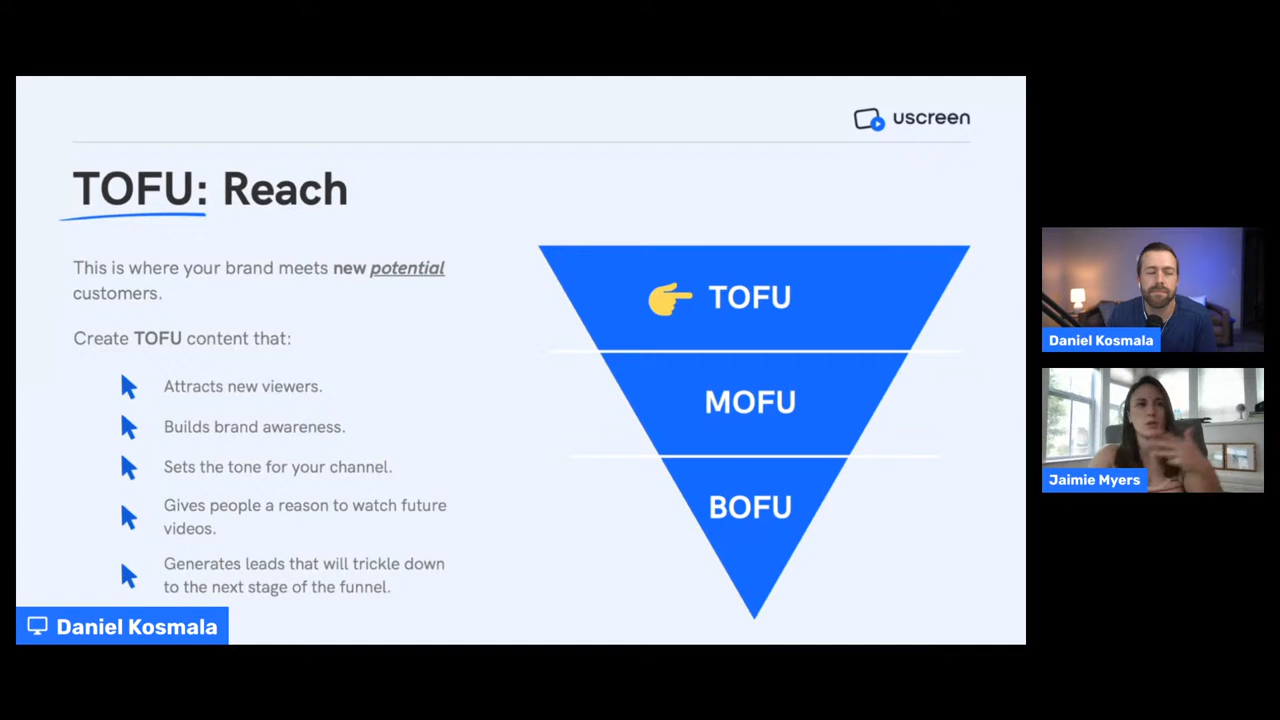 uscreen
TOFU: Reach
This is where your brand meets new potential
customers.
Create TOFU content that:
Attracts new viewers.
Builds brand awareness.
Sets the tone for your channel.
Gives people a reason to watch future
videos.
Generates leads that will trickle down
to the next stage of the funnel.
TOFU
MOFU
BOFU
Daniel Kosmala
Daniel Kosmala
Jaimie Myers